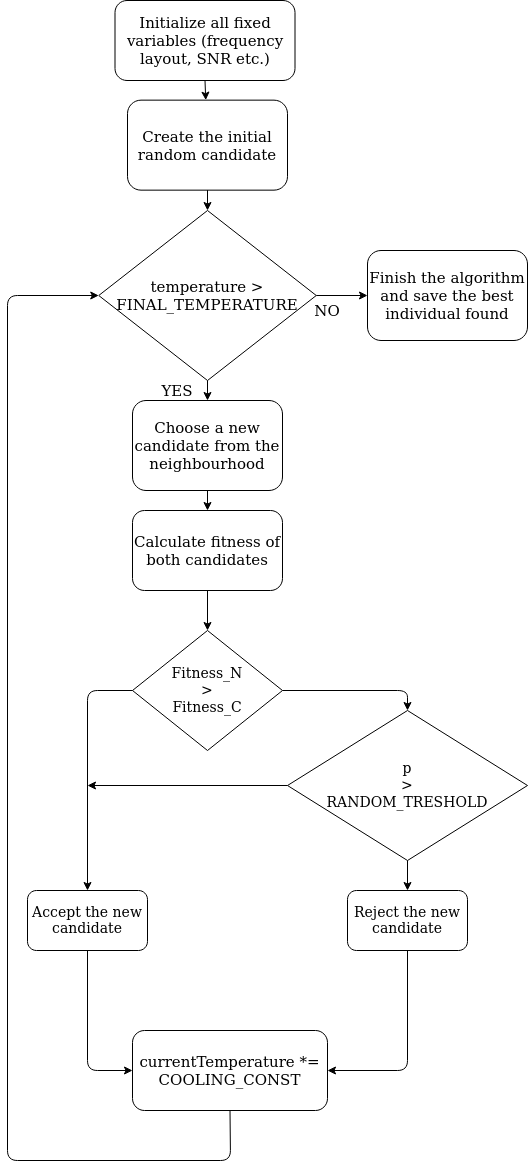 Initialize all fixed
variables (frequency
layout, SNR etc.)
Create the initial
random candidate
temperature >
FINAL_TEMPERATURE
NO
Finish the algorithm
and save the best
individual found
YES
Choose a new
candidate from the
neighbourhood
Calculate fitness of
both candidates
Fitness_N
>
Fitness_C
p
>
RANDOM_TRESHOLD
Accept the new
candidate
Reject the new
candidate
currentTemperature *=
COOLING_CONST